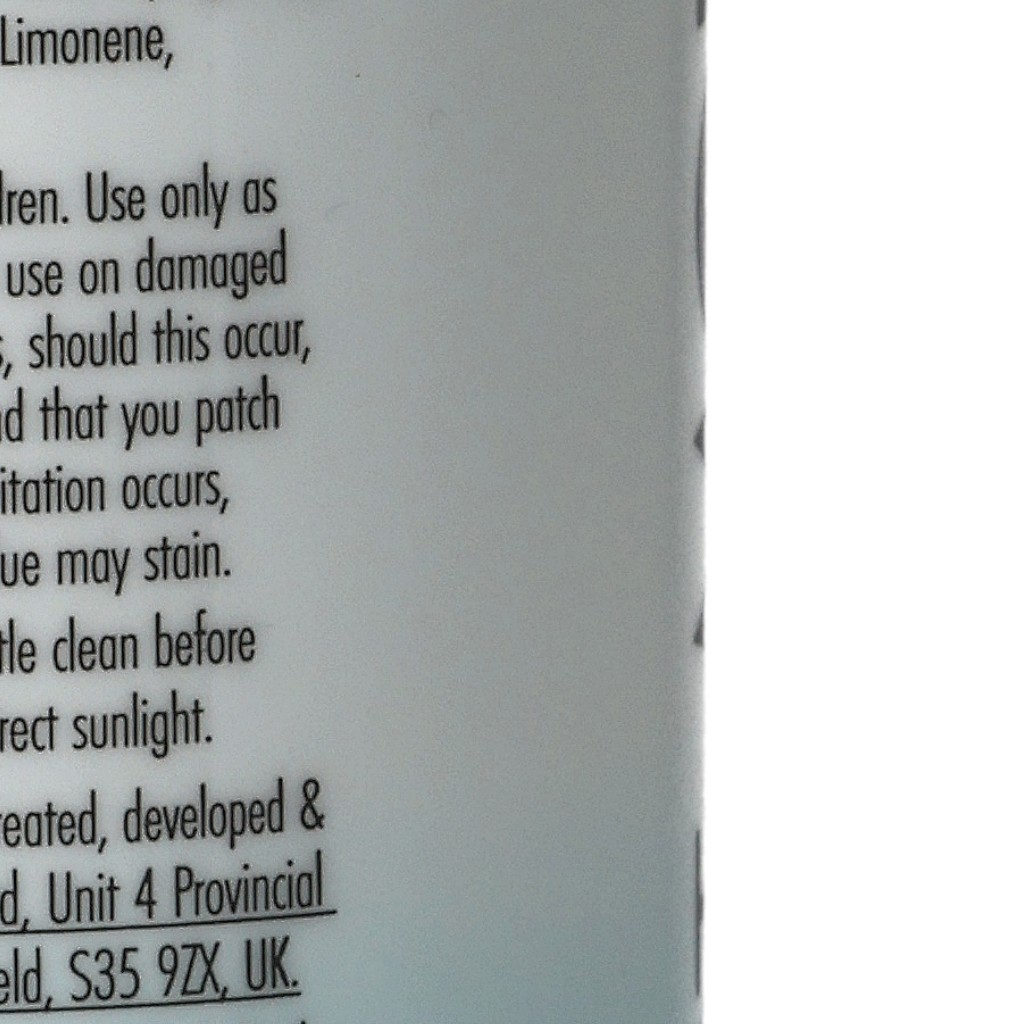 Limonene,
dren. Use only as
use on damaged
s, should this occur,
d that you patch
itation occurs,
ue may stain.
tle clean before
rect sunlight.
reated, developed &
d, Unit 4 Provincial
eld, S35 9ZX, UK.